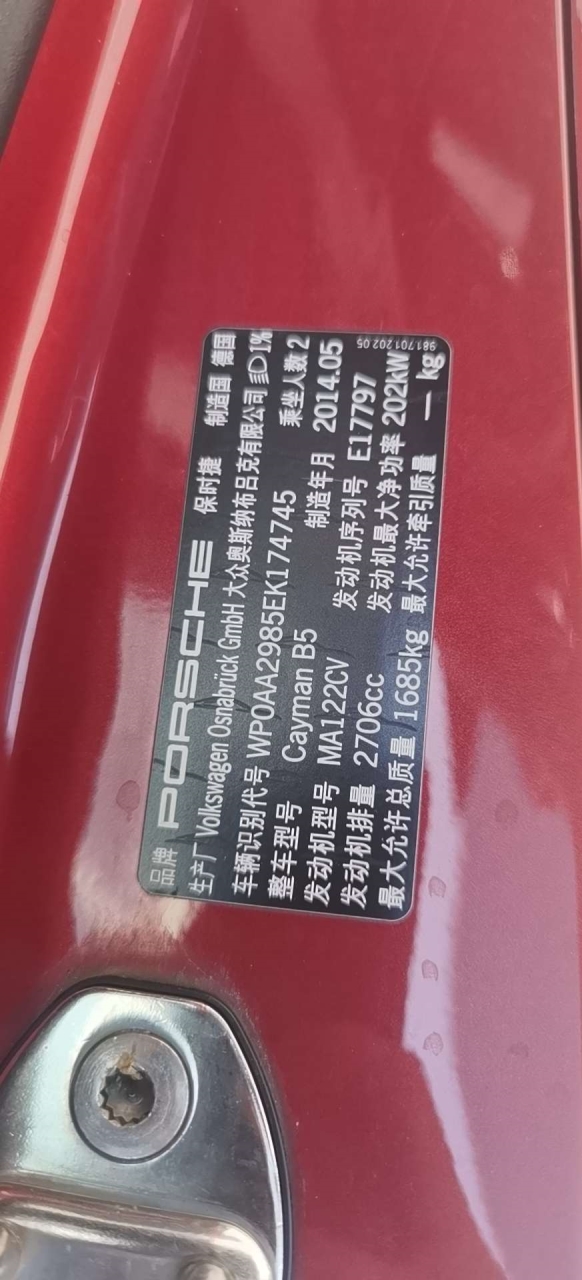 品牌 PORSCHE 保时捷 制造国 德国
生产厂 Volkswagen Osnabrück GmbH 大众奥斯纳布吕克有限公司 1%
车辆识别代号 WP0AA2985EK174745 乘坐人数 2
整车型号 Cayman B5 制造年月 2014.05
发动机型号 MA122CV 发动机序列号 E17797
发动机排量 2706cc 发动机最大净功率 202kW
最大允许总质量 1685kg 最大允许牵引质量 — kg
981 701 202 05